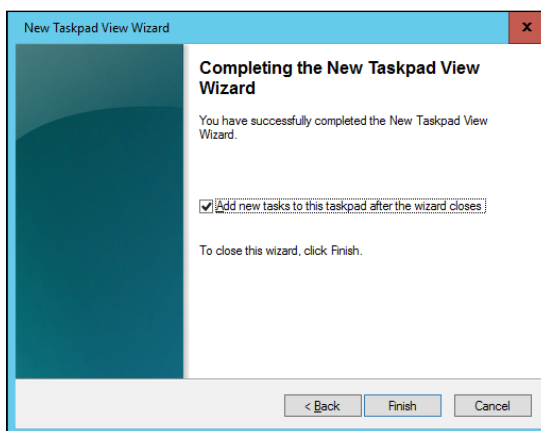 New Taskpad View Wizard
x
Completing the New Taskpad View
Wizard
You have successfully completed the New Taskpad View
Wizard.
Add new tasks to this taskpad after the wizard closes
To close this wizard, click Finish.
< Back Finish Cancel